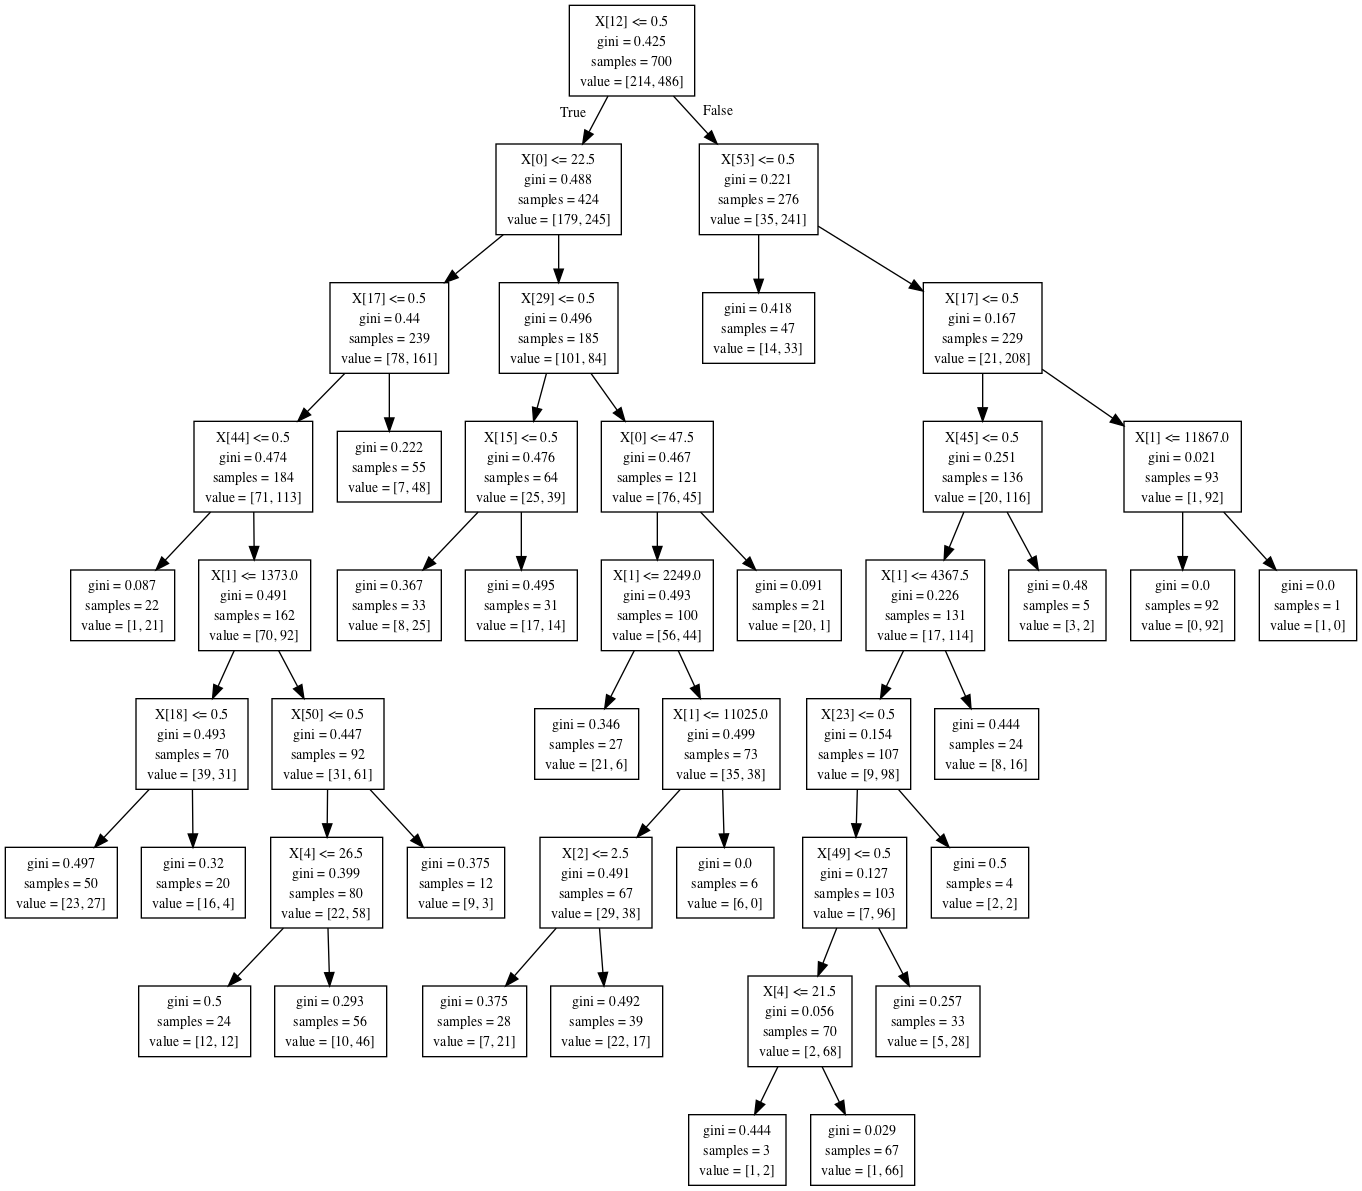 X[12] <= 0.5
gini = 0.425
samples = 700
value = [214, 486]
True
False
X[0] <= 22.5
gini = 0.488
samples = 424
value = [179, 245]
X[53] <= 0.5
gini = 0.221
samples = 276
value = [35, 241]
X[17] <= 0.5
gini = 0.44
samples = 239
value = [78, 161]
X[29] <= 0.5
gini = 0.496
samples = 185
value = [101, 84]
gini = 0.418
samples = 47
value = [14, 33]
X[17] <= 0.5
gini = 0.167
samples = 229
value = [21, 208]
X[44] <= 0.5
gini = 0.474
samples = 184
value = [71, 113]
gini = 0.222
samples = 55
value = [7, 48]
X[15] <= 0.5
gini = 0.476
samples = 64
value = [25, 39]
X[0] <= 47.5
gini = 0.467
samples = 121
value = [76, 45]
X[45] <= 0.5
gini = 0.251
samples = 136
value = [20, 116]
X[1] <= 11867.0
gini = 0.021
samples = 93
value = [1, 92]
gini = 0.087
samples = 22
value = [1, 21]
X[1] <= 1373.0
gini = 0.491
samples = 162
value = [70, 92]
gini = 0.367
samples = 33
value = [8, 25]
gini = 0.495
samples = 31
value = [17, 14]
X[1] <= 2249.0
gini = 0.493
samples = 100
value = [56, 44]
gini = 0.091
samples = 21
value = [20, 1]
X[1] <= 4367.5
gini = 0.226
samples = 131
value = [17, 114]
gini = 0.48
samples = 5
value = [3, 2]
gini = 0.0
samples = 92
value = [0, 92]
gini = 0.0
samples = 1
value = [1, 0]
X[18] <= 0.5
gini = 0.493
samples = 70
value = [39, 31]
X[50] <= 0.5
gini = 0.447
samples = 92
value = [31, 61]
gini = 0.346
samples = 27
value = [21, 6]
X[1] <= 11025.0
gini = 0.499
samples = 73
value = [35, 38]
X[23] <= 0.5
gini = 0.154
samples = 107
value = [9, 98]
gini = 0.444
samples = 24
value = [8, 16]
gini = 0.497
samples = 50
value = [23, 27]
gini = 0.32
samples = 20
value = [16, 4]
X[4] <= 26.5
gini = 0.399
samples = 80
value = [22, 58]
gini = 0.375
samples = 12
value = [9, 3]
X[2] <= 2.5
gini = 0.491
samples = 67
value = [29, 38]
gini = 0.0
samples = 6
value = [6, 0]
X[49] <= 0.5
gini = 0.127
samples = 103
value = [7, 96]
gini = 0.5
samples = 4
value = [2, 2]
gini = 0.5
samples = 24
value = [12, 12]
gini = 0.293
samples = 56
value = [10, 46]
gini = 0.375
samples = 28
value = [7, 21]
gini = 0.492
samples = 39
value = [22, 17]
X[4] <= 21.5
gini = 0.056
samples = 70
value = [2, 68]
gini = 0.257
samples = 33
value = [5, 28]
gini = 0.444
samples = 3
value = [1, 2]
gini = 0.029
samples = 67
value = [1, 66]